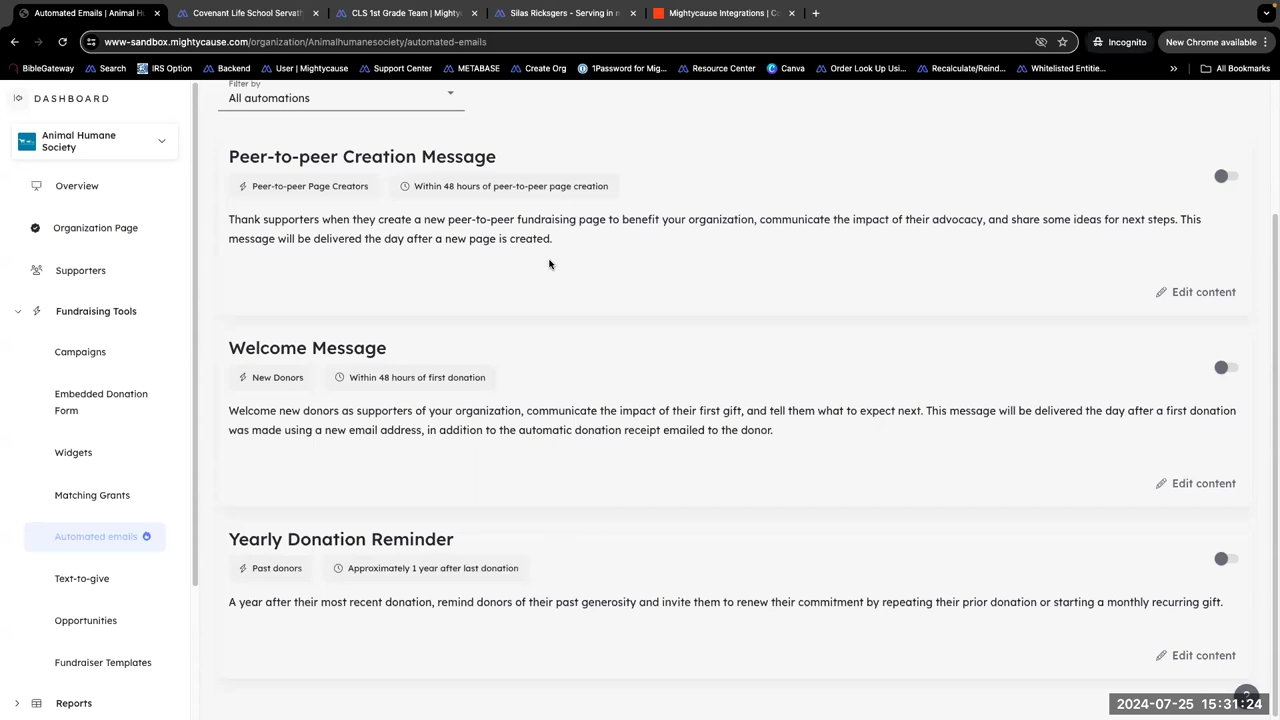 Automated Emails | Animal H
Covenant Life School Servath
CLS 1st Grade Team | Mighty
Silas Ricksgers - Serving in
Mightycause Integrations | C
www-sandbox.mightycause.com/organization/Animalhumanesociety/automated-emails
Incognito
New Chrome available
BibleGateway
Search
IRS Option
Backend
User | Mightycause
Support Center
METABASE
Create Org
1Password for Mig...
Resource Center
Canva
Order Look Up Usi...
Recalculate/Reind...
Whitelisted Entitie...
»
All Bookmarks
DASHBOARD
Animal Humane
Society
Overview
Organization Page
Supporters
Fundraising Tools
Campaigns
Embedded Donation
Form
Widgets
Matching Grants
Automated emails
Text-to-give
Opportunities
Fundraiser Templates
Reports
Filter by
All automations
Peer-to-peer Creation Message
Peer-to-peer Page Creators
Within 48 hours of peer-to-peer page creation
Thank supporters when they create a new peer-to-peer fundraising page to benefit your organization, communicate the impact of their advocacy, and share some ideas for next steps. This
message will be delivered the day after a new page is created.
Edit content
Welcome Message
New Donors
Within 48 hours of first donation
Welcome new donors as supporters of your organization, communicate the impact of their first gift, and tell them what to expect next. This message will be delivered the day after a first donation
was made using a new email address, in addition to the automatic donation receipt emailed to the donor.
Edit content
Yearly Donation Reminder
Past donors
Approximately 1 year after last donation
A year after their most recent donation, remind donors of their past generosity and invite them to renew their commitment by repeating their prior donation or starting a monthly recurring gift.
Edit content
?
2024-07-25 15:31:24